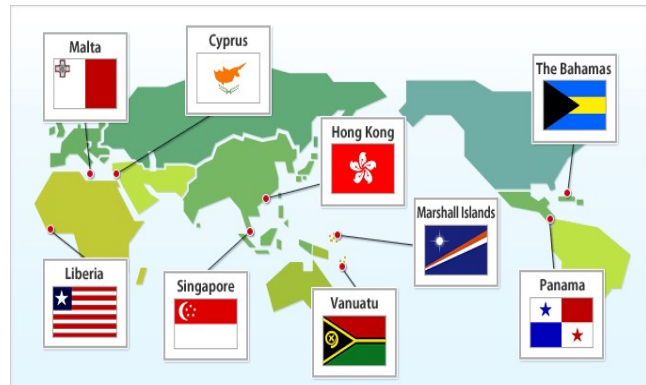 Malta
Cyprus
The Bahamas
Hong Kong
Marshall Islands
Liberia
Singapore
Vanuatu
Panama